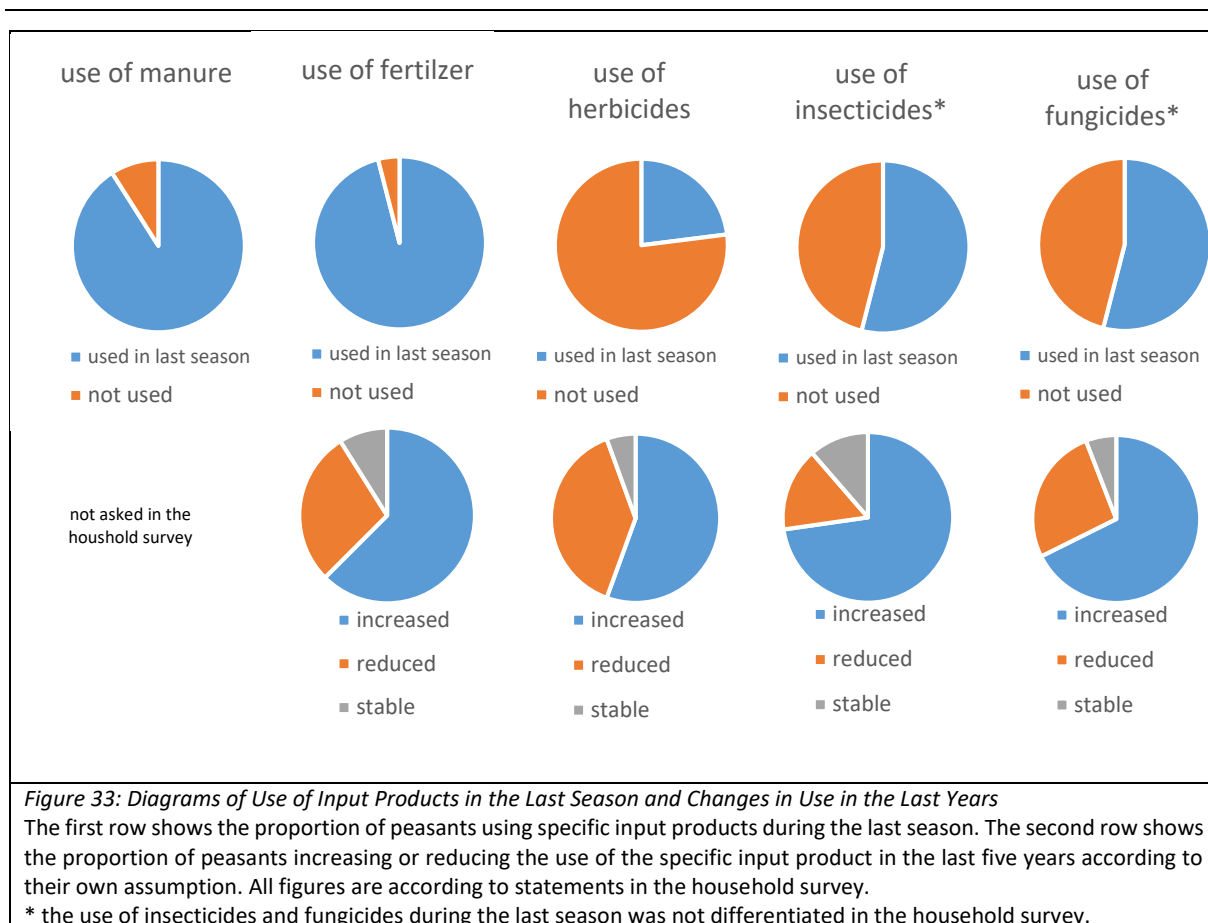 use of manure
use of fertilzer
use of
herbicides
use of
insecticides*
use of
fungicides*
used in last season
not used
used in last season
not used
used in last season
not used
used in last season
not used
used in last season
not used
not asked in the
houshold survey
increased
reduced
stable
increased
reduced
stable
increased
reduced
stable
increased
reduced
stable
Figure 33: Diagrams of Use of Input Products in the Last Season and Changes in Use in the Last Years
The first row shows the proportion of peasants using specific input products during the last season. The second row shows
the proportion of peasants increasing or reducing the use of the specific input product in the last five years according to
their own assumption. All figures are according to statements in the household survey.
* the use of insecticides and fungicides during the last season was not differentiated in the household survey.